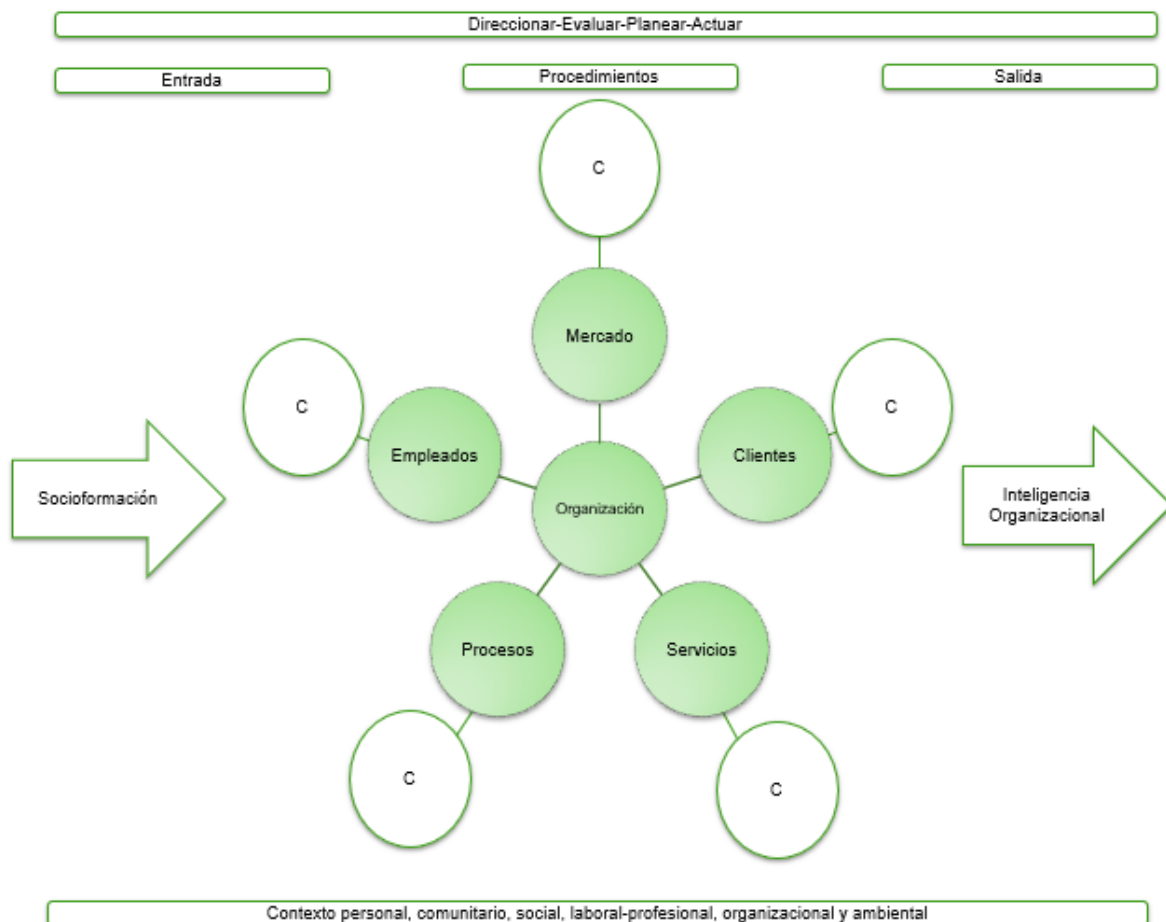 Direccionar-Evaluar-Planear-Actuar
Entrada
Procedimientos
Salida
C
Mercado
C
C
Empleados
Clientes
Socioformación
Organización
Inteligencia
Organizacional
Procesos
Servicios
C
C
Contexto personal, comunitario, social, laboral-profesional, organizacional y ambiental